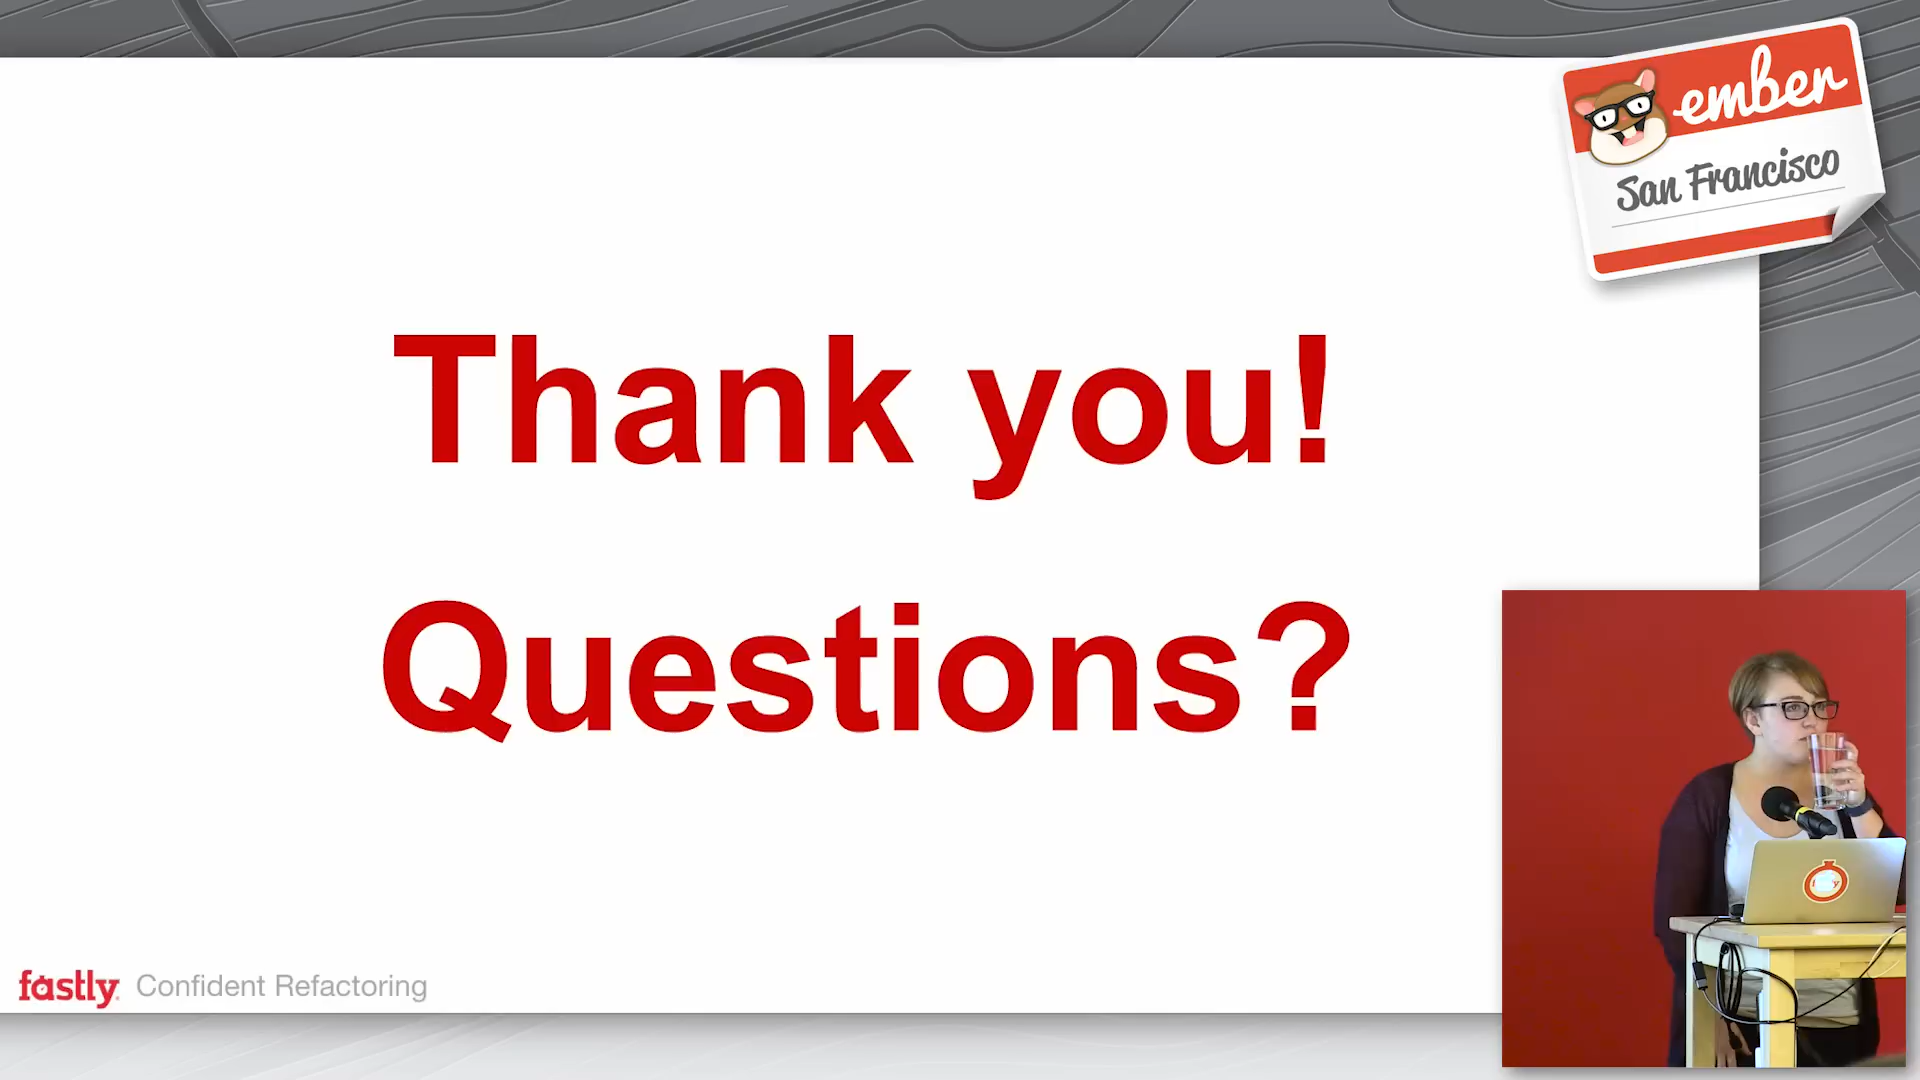 ember
San Francisco
Thank you!
Questions?
fastly Confident Refactoring